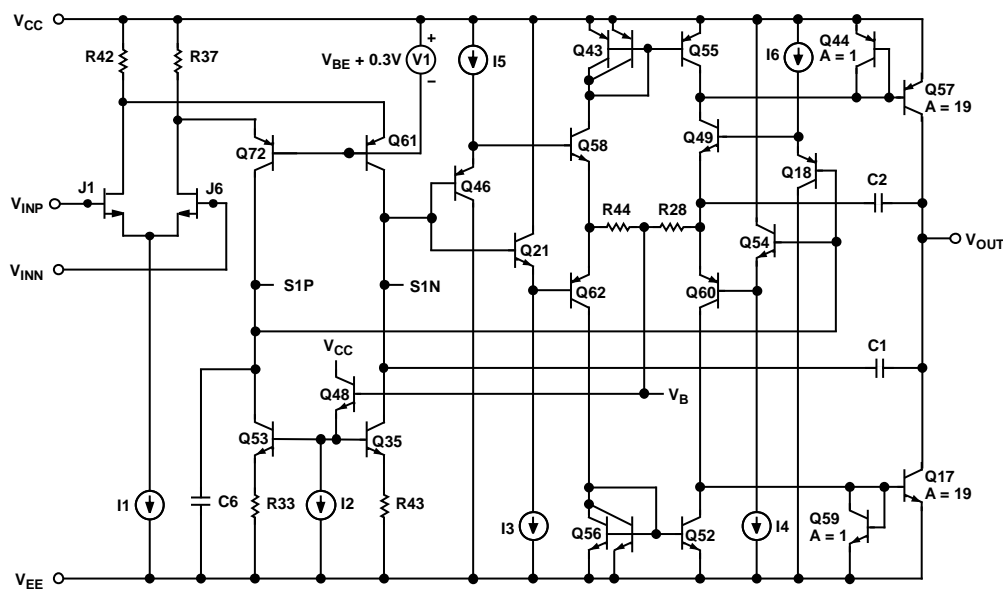 VCC
R42
R37
VBE + 0.3V
V1
+
−
I5
Q43
Q55
I6
Q44
A = 1
Q57
A = 19
Q72
Q61
Q58
Q49
Q46
Q18
VINP
J1
J6
R44
R28
C2
Q21
Q54
VOUT
VINN
S1P
S1N
Q62
Q60
VCC
C1
Q48
VB
Q53
Q35
Q17
A = 19
I1
C6
R33
I2
R43
I3
Q56
Q52
I4
Q59
A = 1
VEE